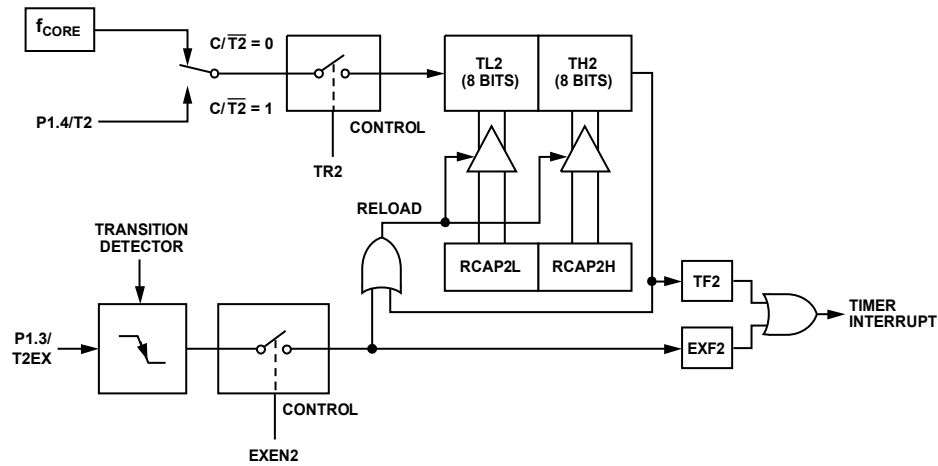 fCORE
C/T2 = 0
C/T2 = 1
P1.4/T2
CONTROL
TR2
TL2
(8 BITS)
TH2
(8 BITS)
RELOAD
TRANSITION
DETECTOR
RCAP2L
RCAP2H
TF2
TIMER
INTERRUPT
P1.3/
T2EX
EXF2
CONTROL
EXEN2